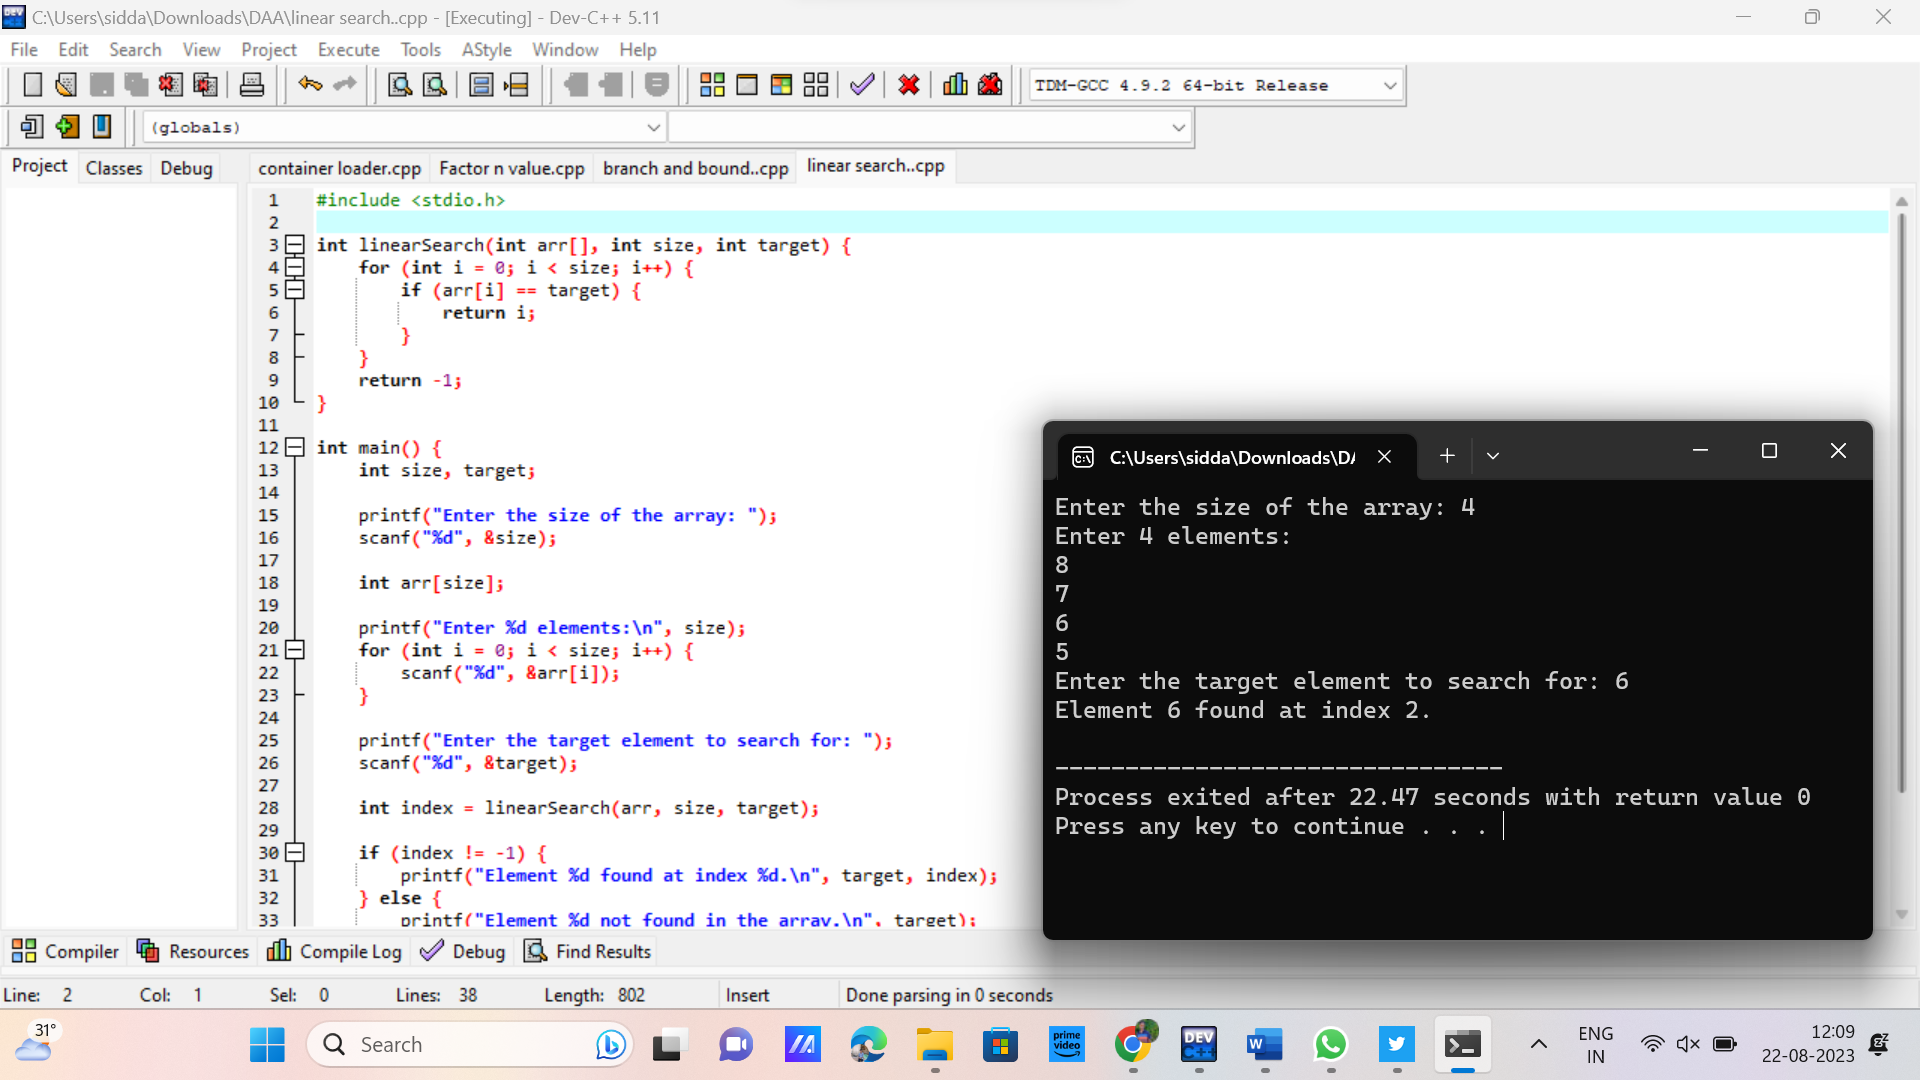 C:\Users\sidda\Downloads\DAA\linear search..cpp - [Executing] - Dev-C++ 5.11
File Edit Search View Project Execute Tools AStyle Window Help
TDM-GCC 4.9.2 64-bit Release
(globals)
Project Classes Debug
container loader.cpp Factor n value.cpp branch and bound..cpp linear search..cpp
1 #include <stdio.h>
2
3 int linearSearch(int arr[], int size, int target) {
4 for (int i = 0; i < size; i++) {
5 if (arr[i] == target) {
6 return i;
7 }
8 }
9 return -1;
10 }
11
12 int main() {
13 int size, target;
14
15 printf("Enter the size of the array: ");
16 scanf("%d", &size);
17
18 int arr[size];
19
20 printf("Enter %d elements:\n", size);
21 for (int i = 0; i < size; i++) {
22 scanf("%d", &arr[i]);
23 }
24
25 printf("Enter the target element to search for: ");
26 scanf("%d", &target);
27
28 int index = linearSearch(arr, size, target);
29
30 if (index != -1) {
31 printf("Element %d found at index %d.\n", target, index);
32 } else {
33 printf("Element %d not found in the array.\n", target);
C:\Users\sidda\Downloads\DA
Enter the size of the array: 4
Enter 4 elements:
8
7
6
5
Enter the target element to search for: 6
Element 6 found at index 2.
--------------------------------
Process exited after 22.47 seconds with return value 0
Press any key to continue . . .
Compiler Resources Compile Log Debug Find Results
Line: 2 Col: 1 Sel: 0 Lines: 38 Length: 802 Insert Done parsing in 0 seconds
31°
Search
prime video
DEV C++
W
ENG
IN
12:09
22-08-2023